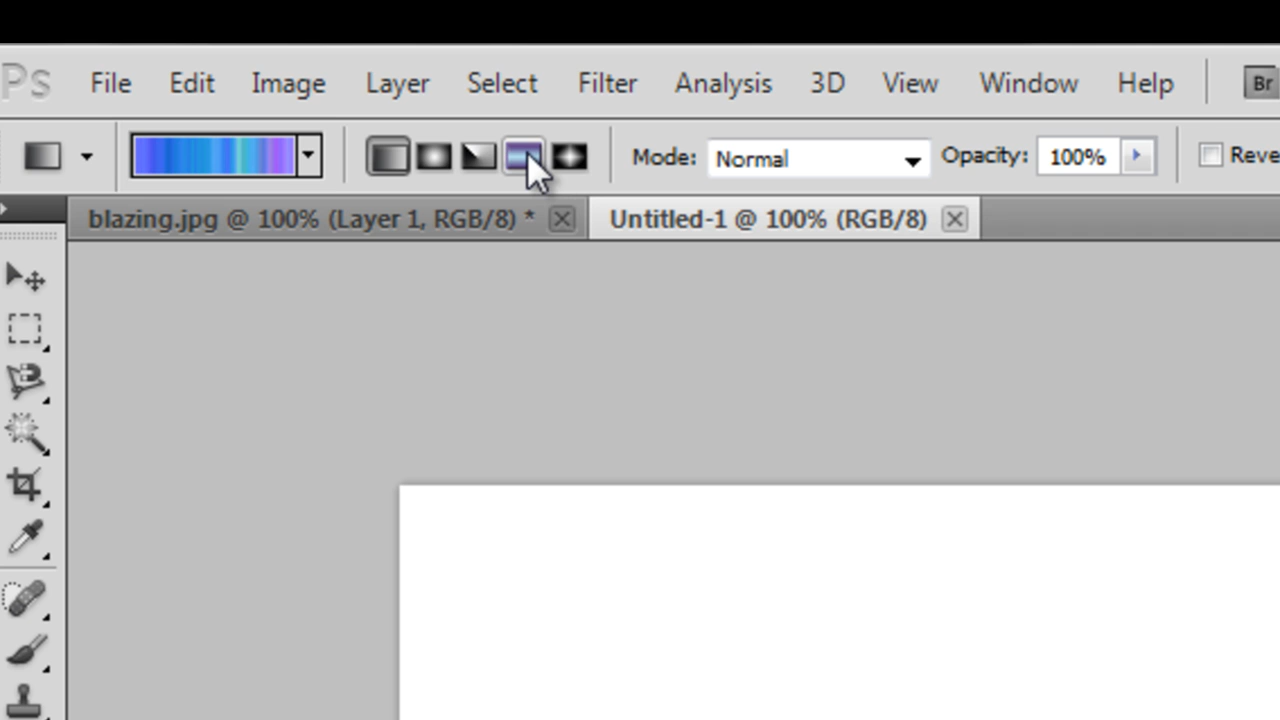 Ps File Edit Image Layer Select Filter Analysis 3D View Window Help Br
Mode: Normal Opacity: 100% Reve
blazing.jpg @ 100% (Layer 1, RGB/8) * Untitled-1 @ 100% (RGB/8)